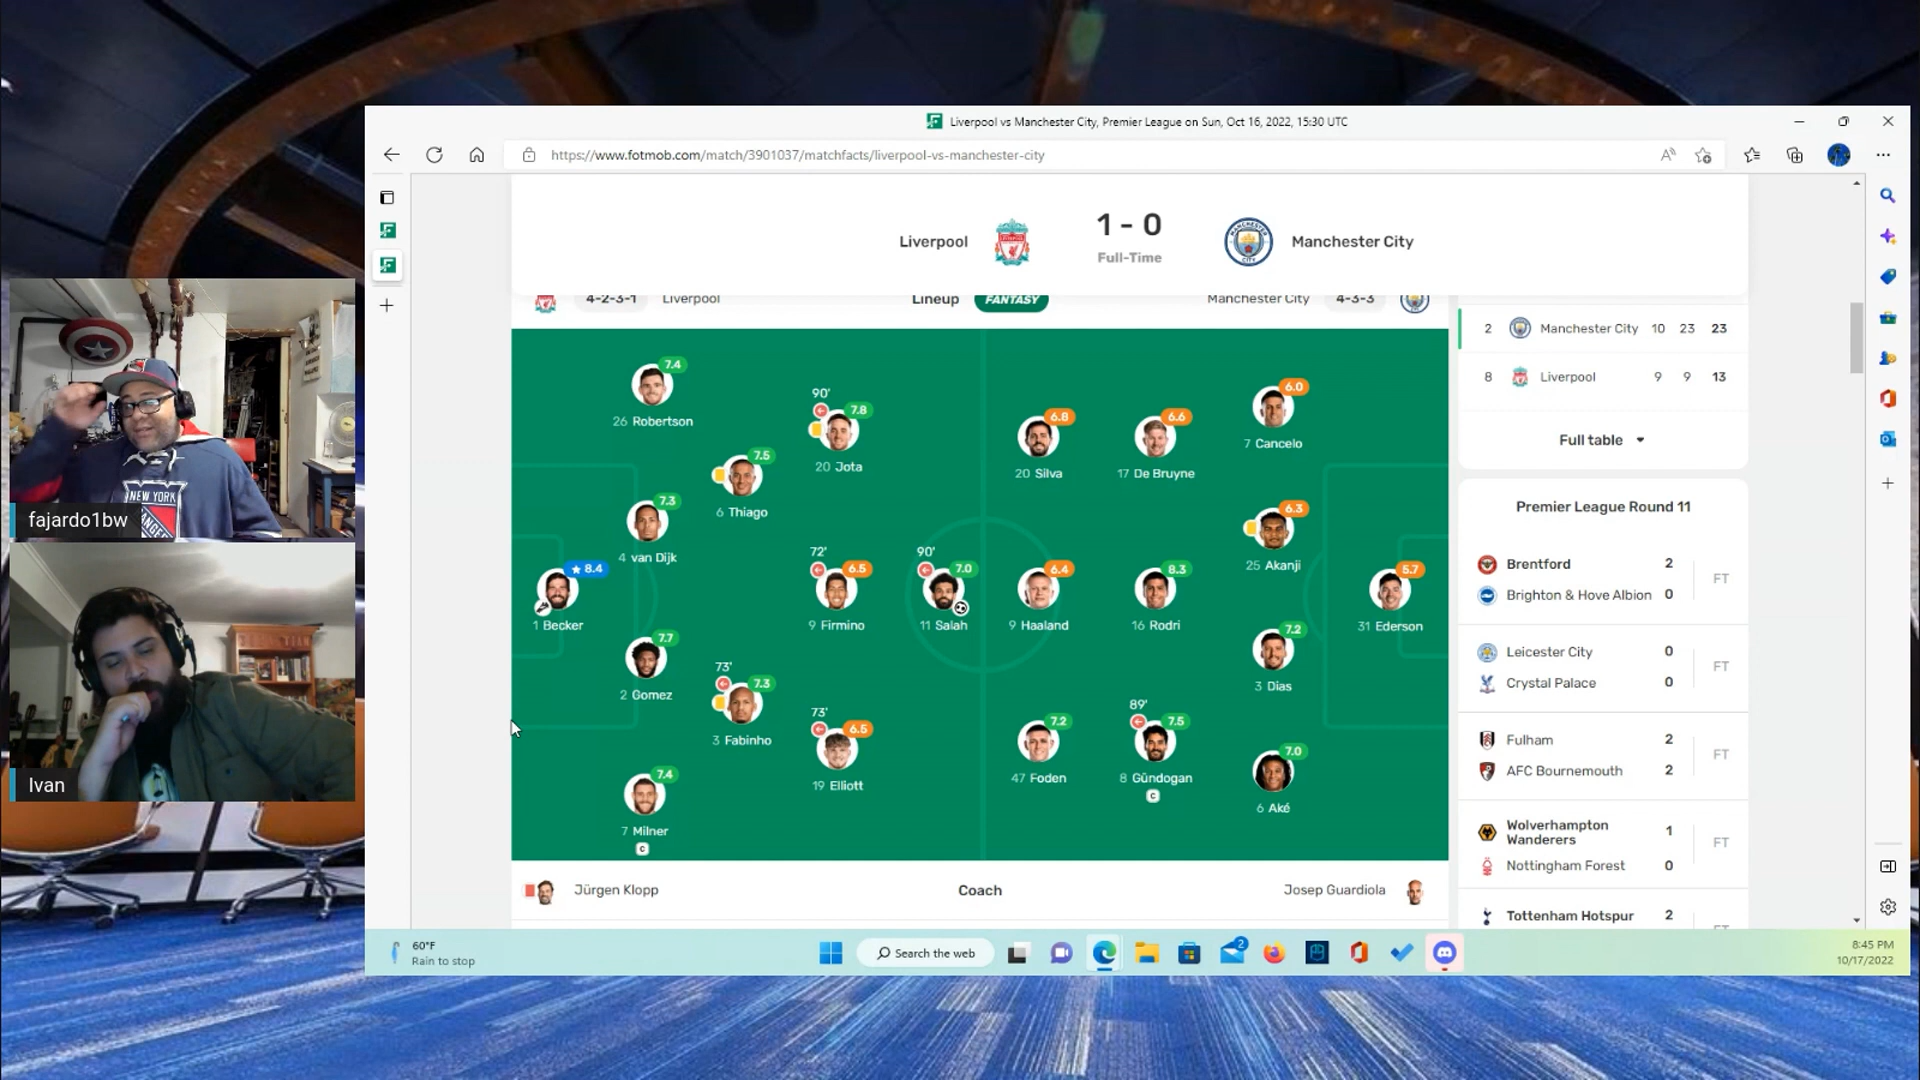 Liverpool vs Manchester City, Premier League on Sun, Oct 16, 2022, 15:30 UTC
https://www.fotmob.com/match/3901037/matchfacts/liverpool-vs-manchester-city
Liverpool
1 - 0
Full-Time
Manchester City
4-2-3-1
Liverpool
Lineup
FANTASY
Manchester City
4-3-3
7.4
26 Robertson
7.3
4 van Dijk
8.4
1 Becker
7.7
2 Gomez
7.4
7 Milner
C
7.5
6 Thiago
73'
7.3
3 Fabinho
90'
7.8
20 Jota
72'
6.5
9 Firmino
73'
6.5
19 Elliott
90'
7.0
11 Salah
6.8
20 Silva
6.4
9 Haaland
7.2
47 Foden
6.6
17 De Bruyne
8.3
16 Rodri
89'
7.5
8 Gündogan
C
6.0
7 Cancelo
6.3
25 Akanji
7.2
3 Dias
7.0
6 Aké
5.7
31 Ederson
Jürgen Klopp
Coach
Josep Guardiola
2 Manchester City 10 23 23
8 Liverpool 9 9 13
Full table
Premier League Round 11
Brentford 2
Brighton & Hove Albion 0
FT
Leicester City 0
Crystal Palace 0
FT
Fulham 2
AFC Bournemouth 2
FT
Wolverhampton
Wanderers 1
Nottingham Forest 0
FT
Tottenham Hotspur 2
NEW YORK
fajardo1bw
Ivan
60°F
Rain to stop
Search the web
2
8:45 PM
10/17/2022